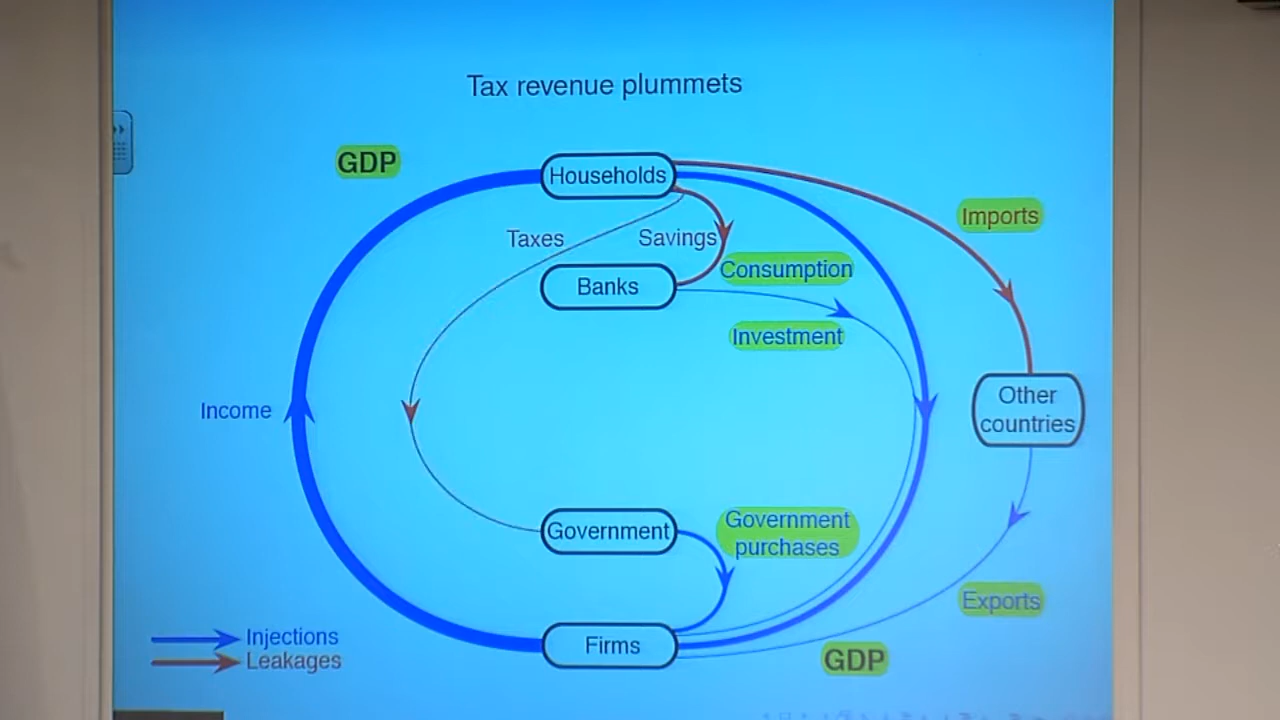 Tax revenue plummets
GDP
Households
Imports
Taxes
Savings
Consumption
Banks
Investment
Other
countries
Income
Government
Government
purchases
Exports
Injections
Firms
Leakages
GDP